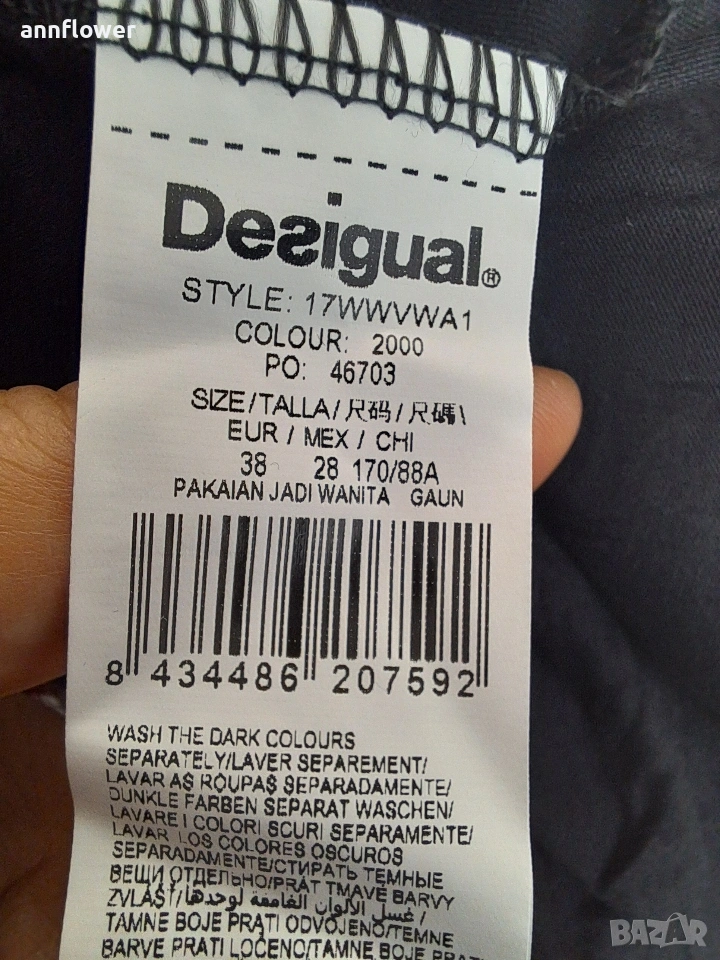 annflower
Desigual®
STYLE: 17WWVWA1
COLOUR: 2000
PO: 46703
SIZE/TALLA/尺码/尺碼\
EUR / MEX / CHI
38 28 170/88A
PAKAIAN JADI WANITA GAUN
8 434486 207592
WASH THE DARK COLOURS
SEPARATELY/LAVER SEPAREMENT/
LAVAR AS ROUPAS SEPARADAMENTE/
DUNKLE FARBEN SEPARAT WASCHEN/
LAVARE I COLORI SCURI SEPARAMENTE/
LAVAR LOS COLORES OSCUROS
SEPARADAMENTE/СТИРАТЬ ТЕМНЫЕ
ВЕЩИ ОТДЕЛЬНО/PRÁT TMAVÉ BARVY
ZVLÁŠŤ/غسل الألوان الغامقة لوحدها/
TAMNE BOJE PRATI ODVOJENO/TEMNE
BARVE PRATI LOČENO/TAMNE BOJE PRATI
BAZAR